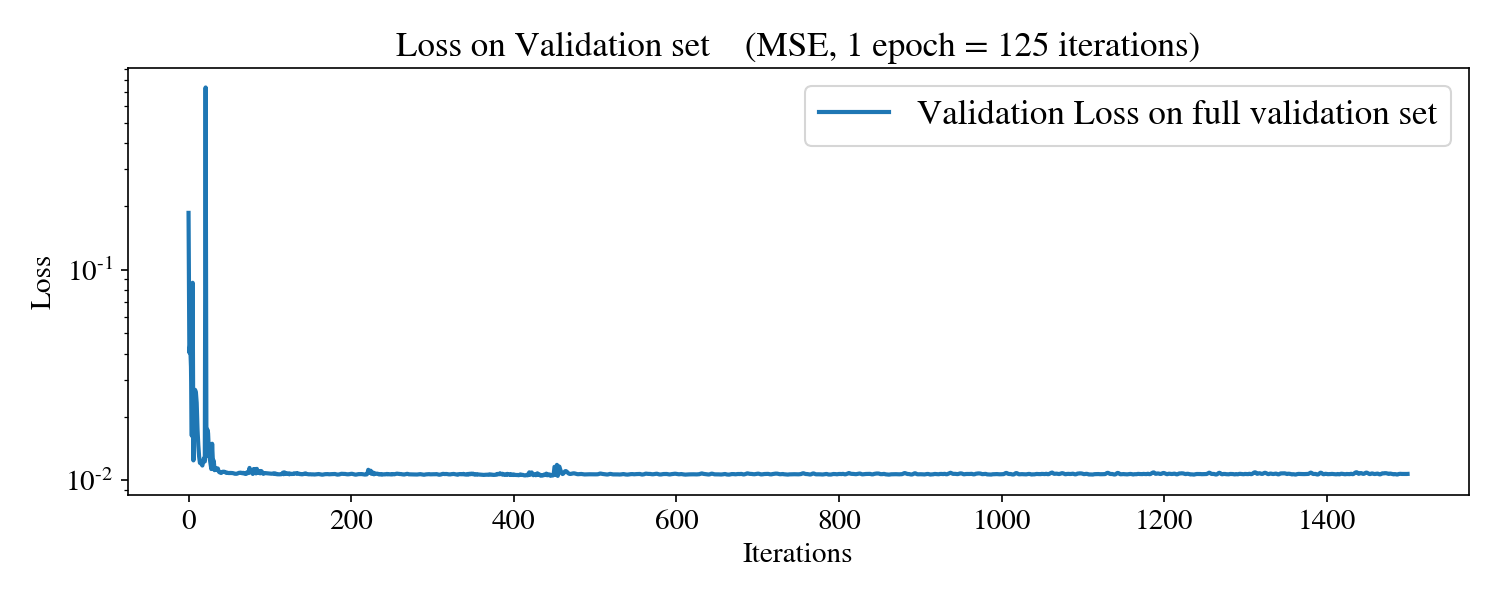 Loss on Validation set (MSE, 1 epoch = 125 iterations)
Validation Loss on full validation set
Loss
10-1
10-2
0 200 400 600 800 1000 1200 1400
Iterations